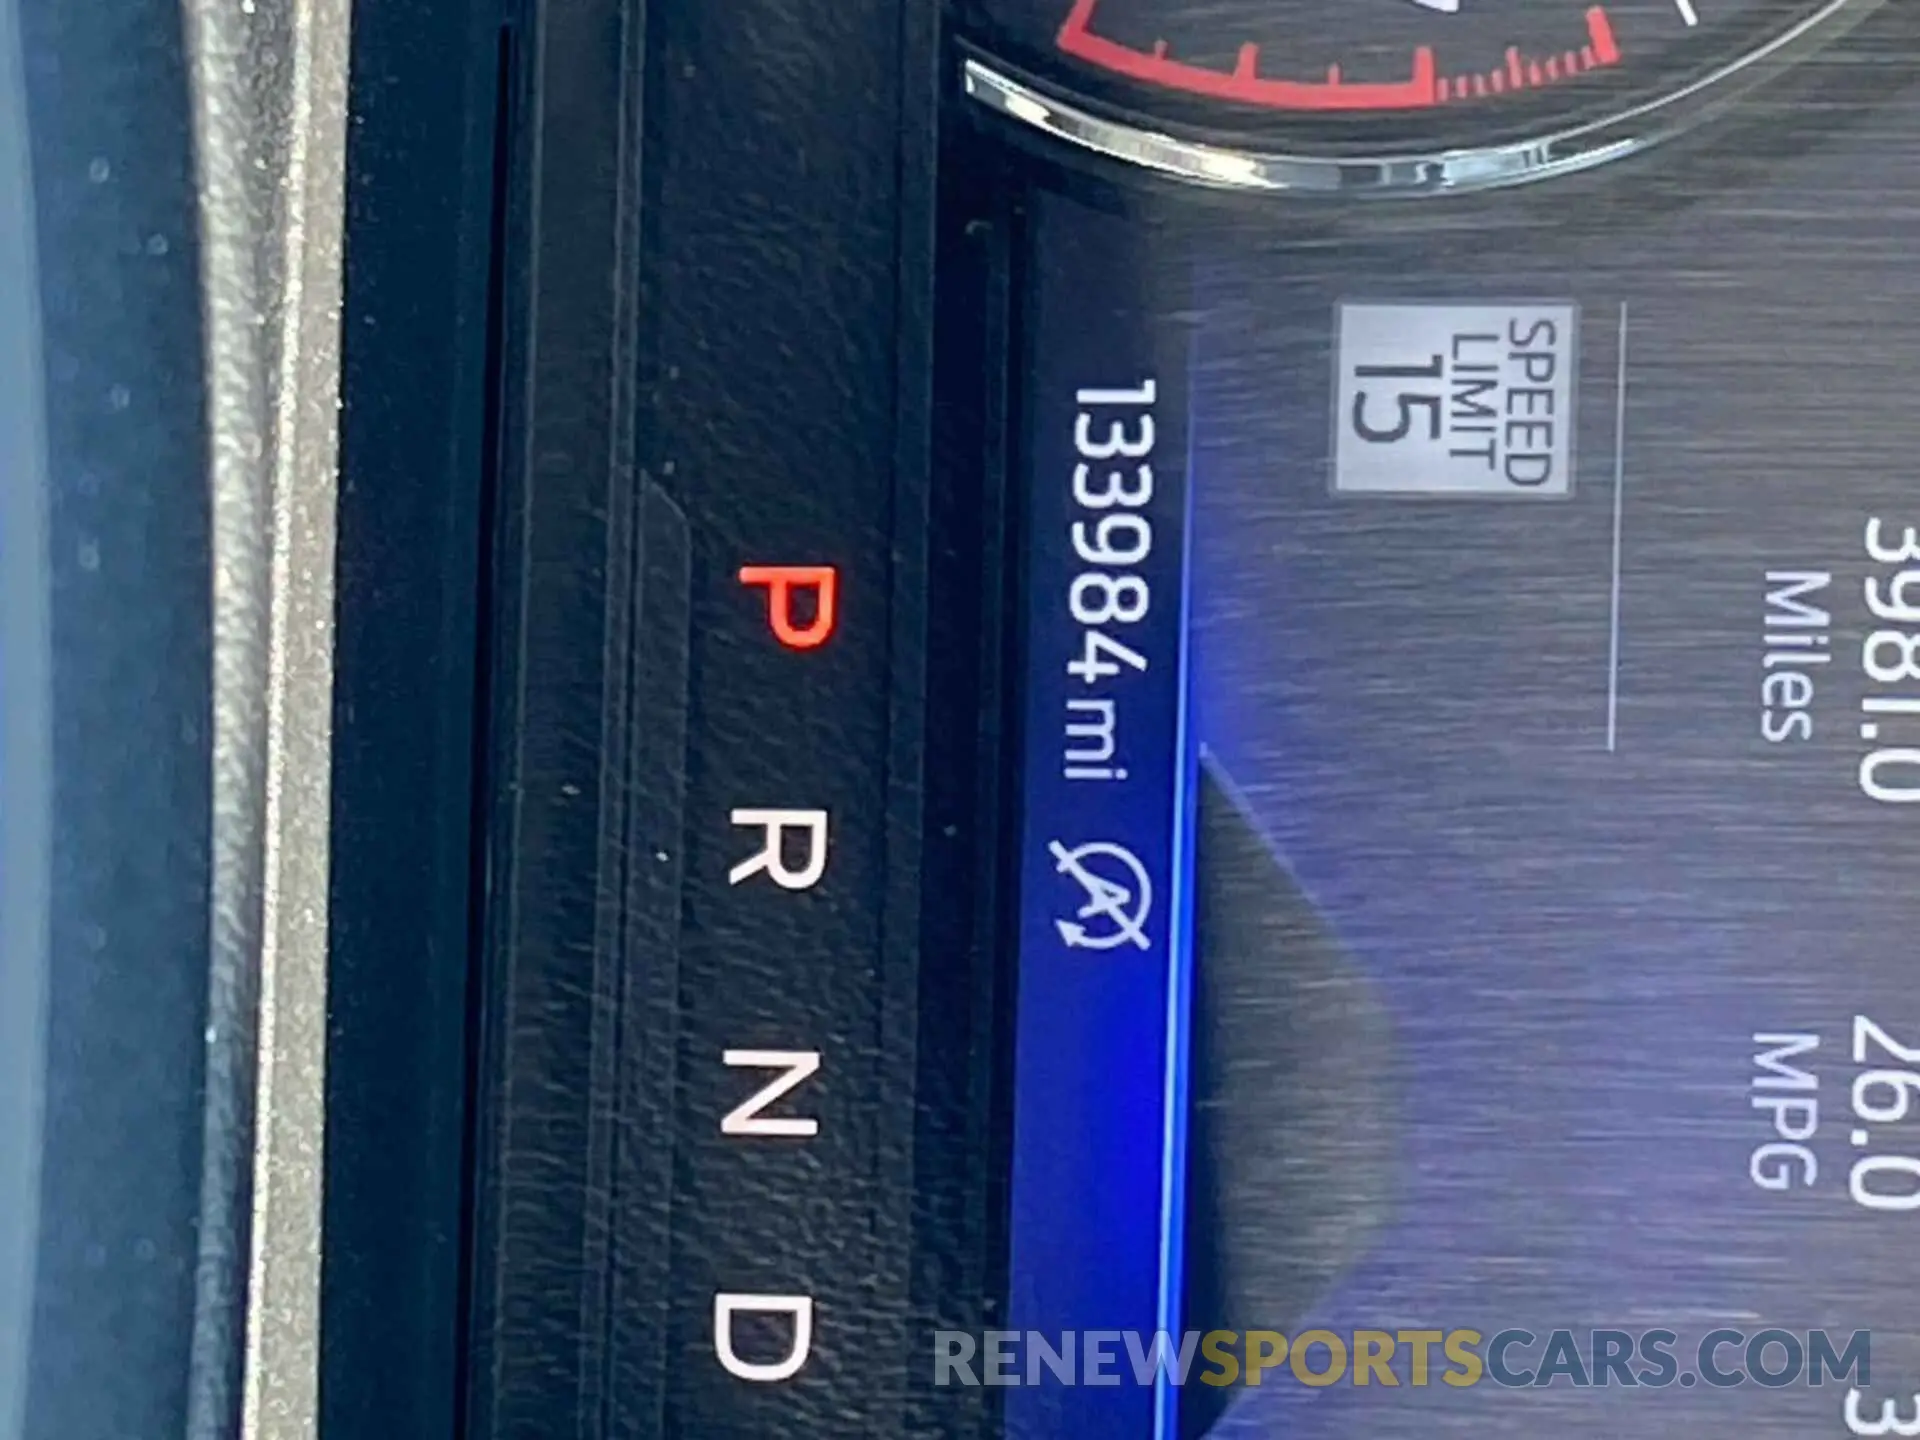 3981.0 26.0
Miles MPG
SPEED
LIMIT
15
133984 mi
P R N D
RENEWSPORTSCARS.COM